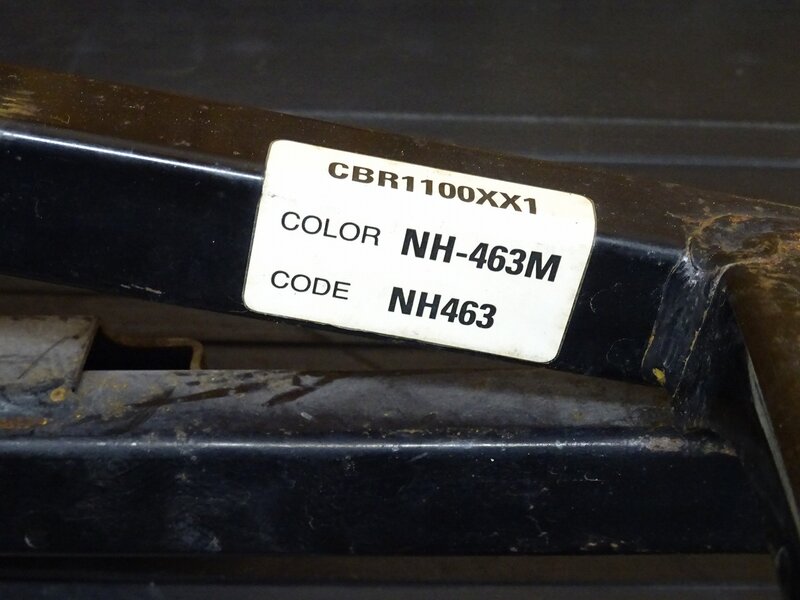 CBR1100XX1
COLOR NH-463M
CODE NH463